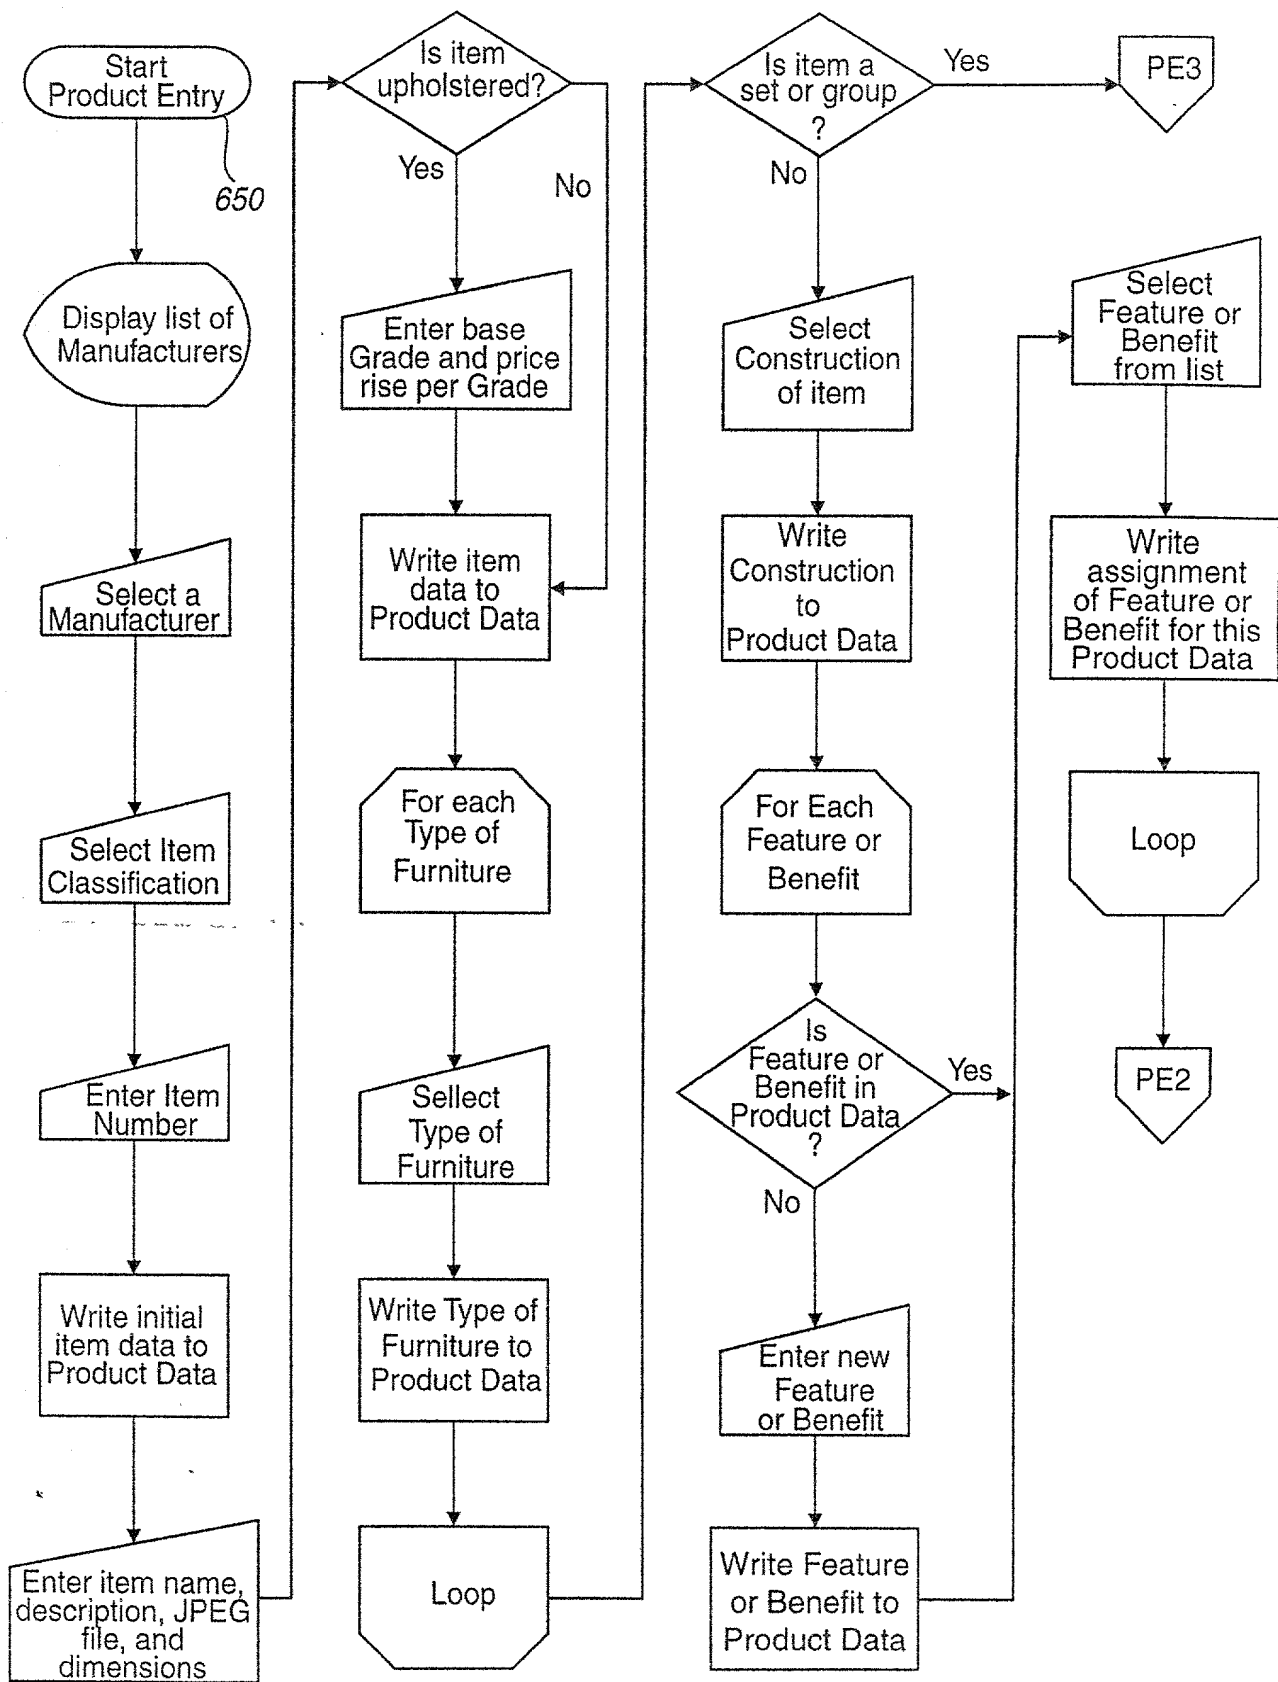 Start
Product Entry
650
Display list of
Manufacturers
Select a
Manufacturer
Select Item
Classification
Enter Item
Number
Write initial
item data to
Product Data
Enter item name,
description, JPEG
file, and
dimensions
Is item
upholstered?
Yes
No
Enter base
Grade and price
rise per Grade
Write item
data to
Product Data
For each
Type of
Furniture
Sellect
Type of
Furniture
Write Type of
Furniture to
Product Data
Loop
Is item a
set or group
?
Yes
No
PE3
Select
Construction
of item
Write
Construction
to
Product Data
For Each
Feature or
Benefit
Is
Feature or
Benefit in
Product Data
?
Yes
No
Enter new
Feature
or Benefit
Write Feature
or Benefit to
Product Data
Select
Feature or
Benefit
from list
Write
assignment
of Feature or
Benefit for this
Product Data
Loop
PE2